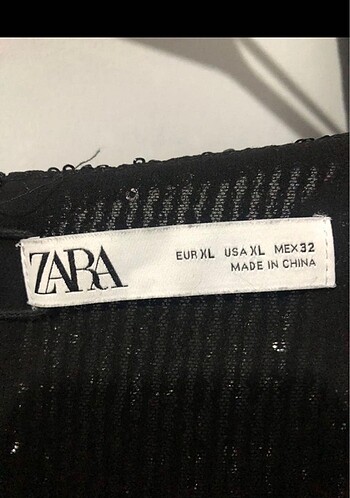 ZARA
EUR XL USA XL MEX 32
MADE IN CHINA